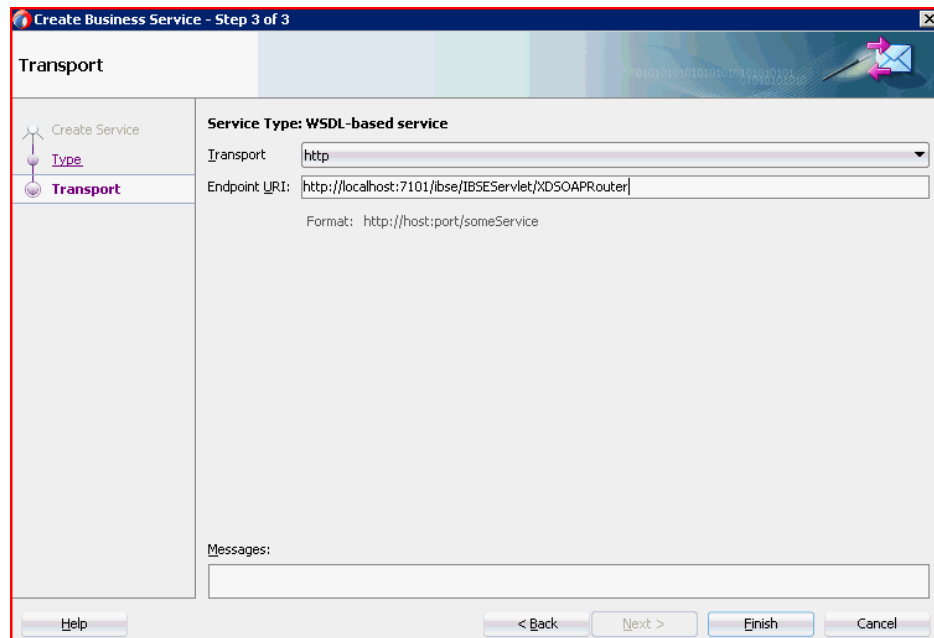 Create Business Service - Step 3 of 3
Transport
Create Service
Type
Transport
Service Type: WSDL-based service
Transport http
Endpoint URI: http://localhost:7101/ibse/IBSEServlet/XDSOAPRouter
Format: http://host:port/someService
Messages:
Help < Back Next > Finish Cancel